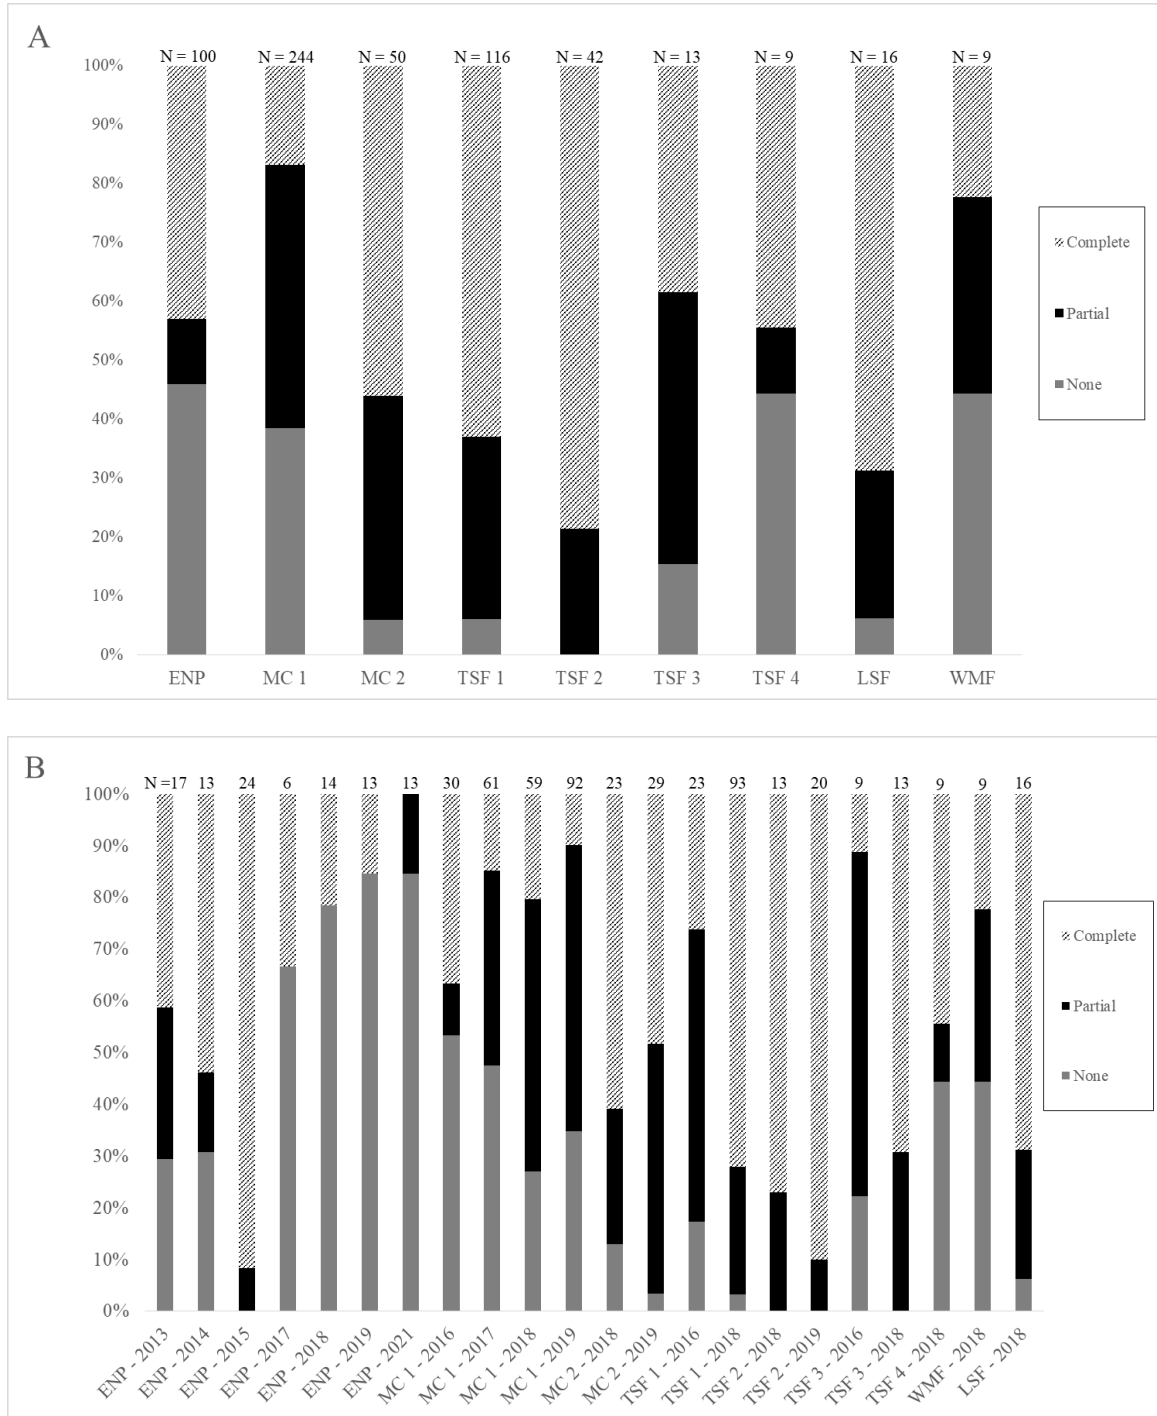 A
N = 100 N = 244 N = 50 N = 116 N = 42 N = 13 N = 9 N = 16 N = 9
100%
90%
80%
70%
60%
50%
40%
30%
20%
10%
0%
ENP MC 1 MC 2 TSF 1 TSF 2 TSF 3 TSF 4 LSF WMF
Complete
Partial
None
B
N =17 13 24 6 14 13 13 30 61 59 92 23 29 23 93 13 20 9 13 9 9 16
100%
90%
80%
70%
60%
50%
40%
30%
20%
10%
0%
ENP - 2013
ENP - 2014
ENP - 2015
ENP - 2017
ENP - 2018
ENP - 2019
ENP - 2021
MC 1 - 2016
MC 1 - 2017
MC 1 - 2018
MC 1 - 2019
MC 2 - 2018
MC 2 - 2019
TSF 1 - 2016
TSF 1 - 2018
TSF 2 - 2018
TSF 2 - 2019
TSF 3 - 2016
TSF 3 - 2018
TSF 4 - 2018
WMF - 2018
LSF - 2018
Complete
Partial
None